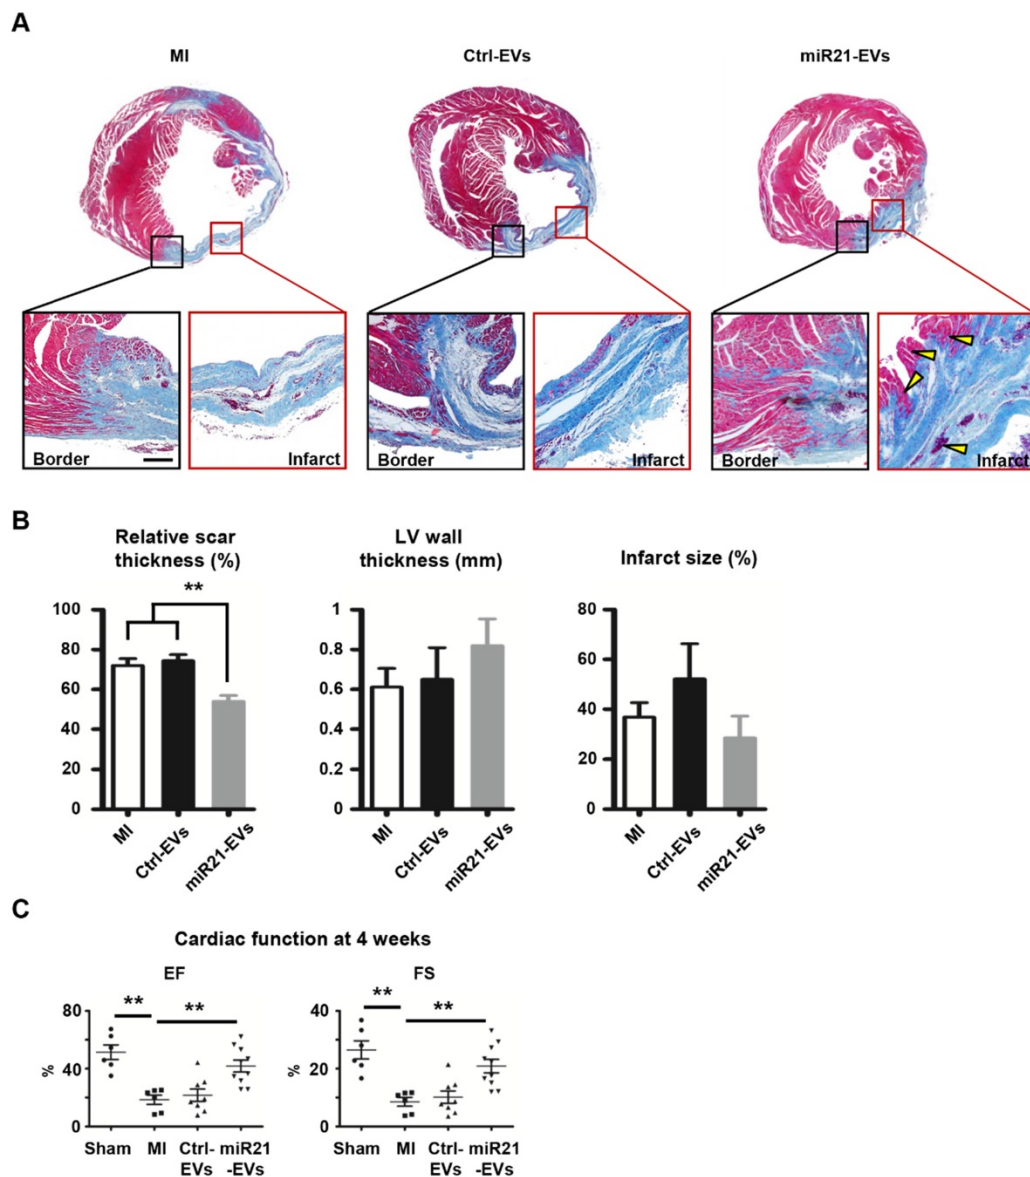 A
MI
Ctrl-EVs
miR21-EVs
Border
Infarct
Border
Infarct
Border
Infarct
B
Relative scar
thickness (%)
**
100
80
60
40
20
0
MI
Ctrl-EVs
miR21-EVs
LV wall
thickness (mm)
1
0.8
0.6
0.4
0.2
0
MI
Ctrl-EVs
miR21-EVs
Infarct size (%)
80
60
40
20
0
MI
Ctrl-EVs
miR21-EVs
C
Cardiac function at 4 weeks
EF
**
**
80
40
0
%
Sham
MI
Ctrl-
EVs
miR21
-EVs
FS
**
**
40
20
0
%
Sham
MI
Ctrl-
EVs
miR21
-EVs